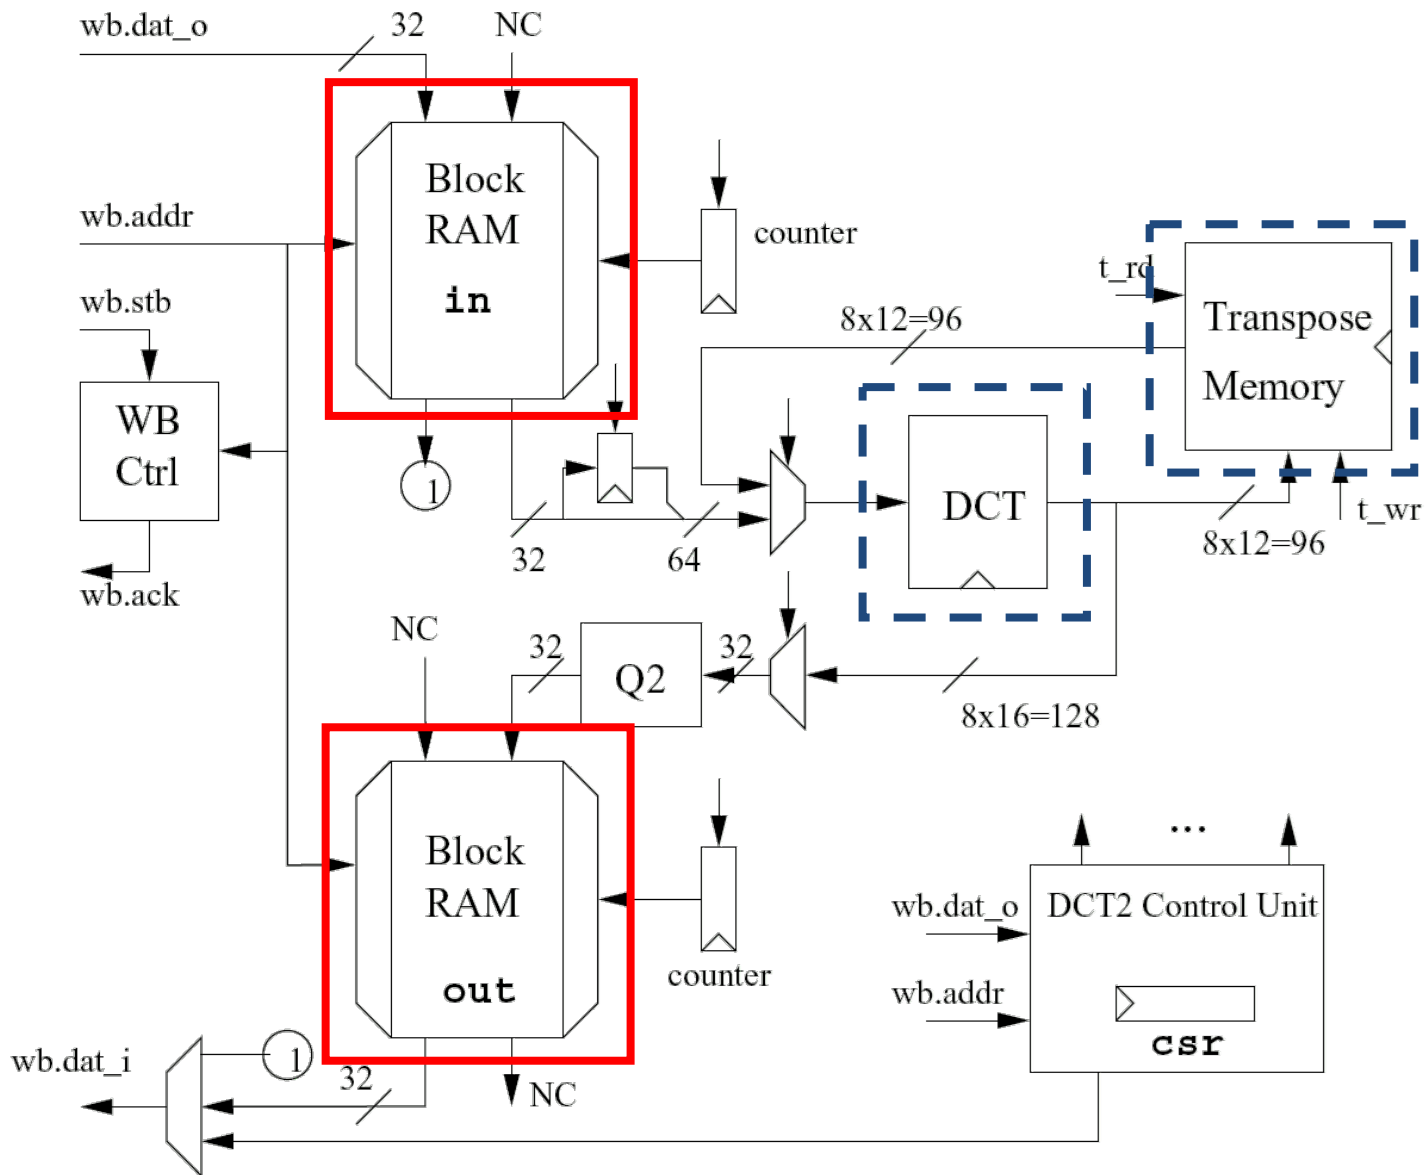 wb.dat_o
32
NC
Block
RAM
in
wb.addr
counter
wb.stb
t_rd
8x12=96
Transpose
Memory
WB
Ctrl
1
DCT
32
64
t_wr
8x12=96
wb.ack
NC
32
Q2
32
8x16=128
Block
RAM
out
counter
...
wb.dat_o
DCT2 Control Unit
wb.addr
csr
wb.dat_i
1
32
NC